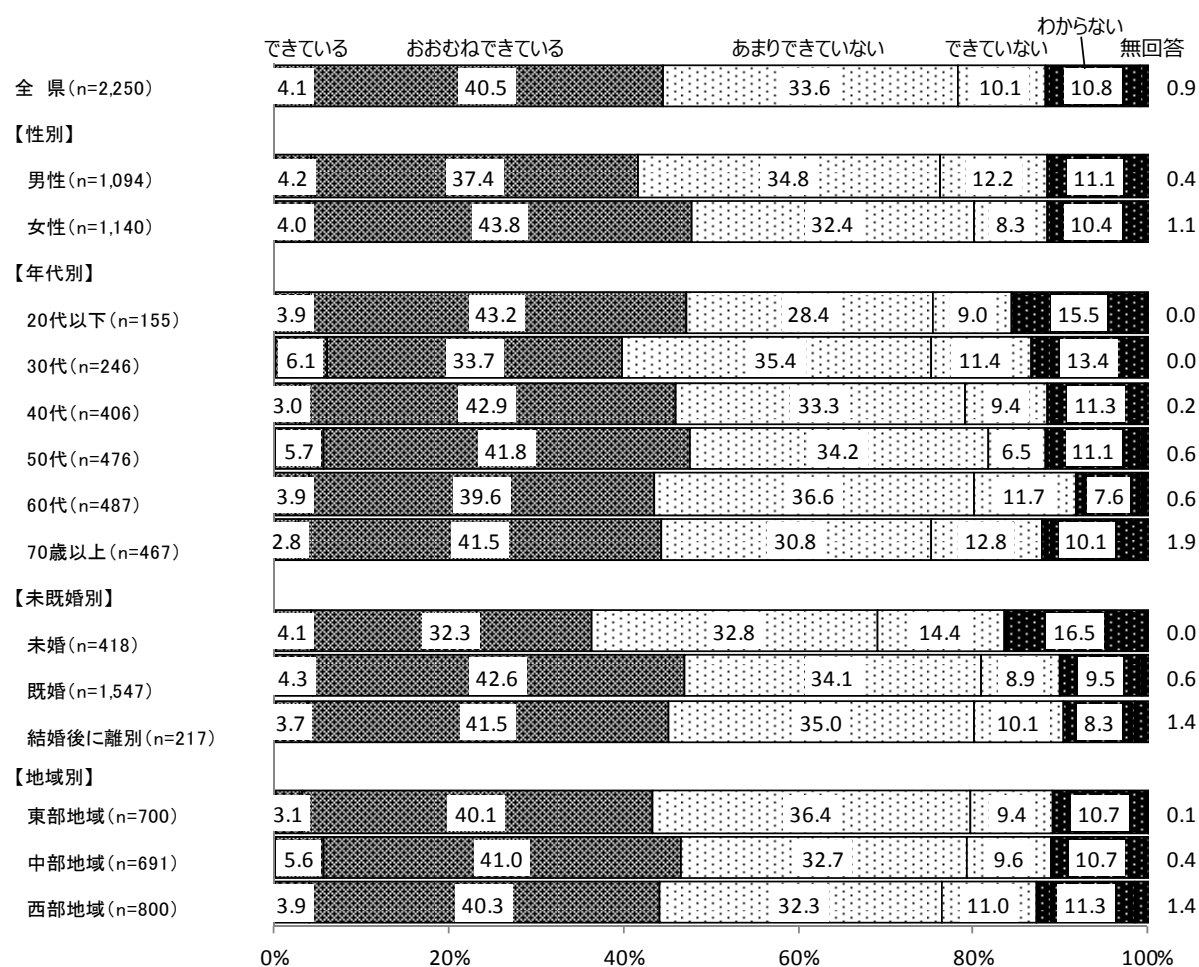 わからない
できている おおむねできている あまりできていない できていない 無回答
全 県(n=2,250) 4.1 40.5 33.6 10.1 10.8 0.9
【性別】
男性(n=1,094) 4.2 37.4 34.8 12.2 11.1 0.4
女性(n=1,140) 4.0 43.8 32.4 8.3 10.4 1.1
【年代別】
20代以下(n=155) 3.9 43.2 28.4 9.0 15.5 0.0
30代(n=246) 6.1 33.7 35.4 11.4 13.4 0.0
40代(n=406) 3.0 42.9 33.3 9.4 11.3 0.2
50代(n=476) 5.7 41.8 34.2 6.5 11.1 0.6
60代(n=487) 3.9 39.6 36.6 11.7 7.6 0.6
70歳以上(n=467) 2.8 41.5 30.8 12.8 10.1 1.9
【未既婚別】
未婚(n=418) 4.1 32.3 32.8 14.4 16.5 0.0
既婚(n=1,547) 4.3 42.6 34.1 8.9 9.5 0.6
結婚後に離別(n=217) 3.7 41.5 35.0 10.1 8.3 1.4
【地域別】
東部地域(n=700) 3.1 40.1 36.4 9.4 10.7 0.1
中部地域(n=691) 5.6 41.0 32.7 9.6 10.7 0.4
西部地域(n=800) 3.9 40.3 32.3 11.0 11.3 1.4
0% 20% 40% 60% 80% 100%